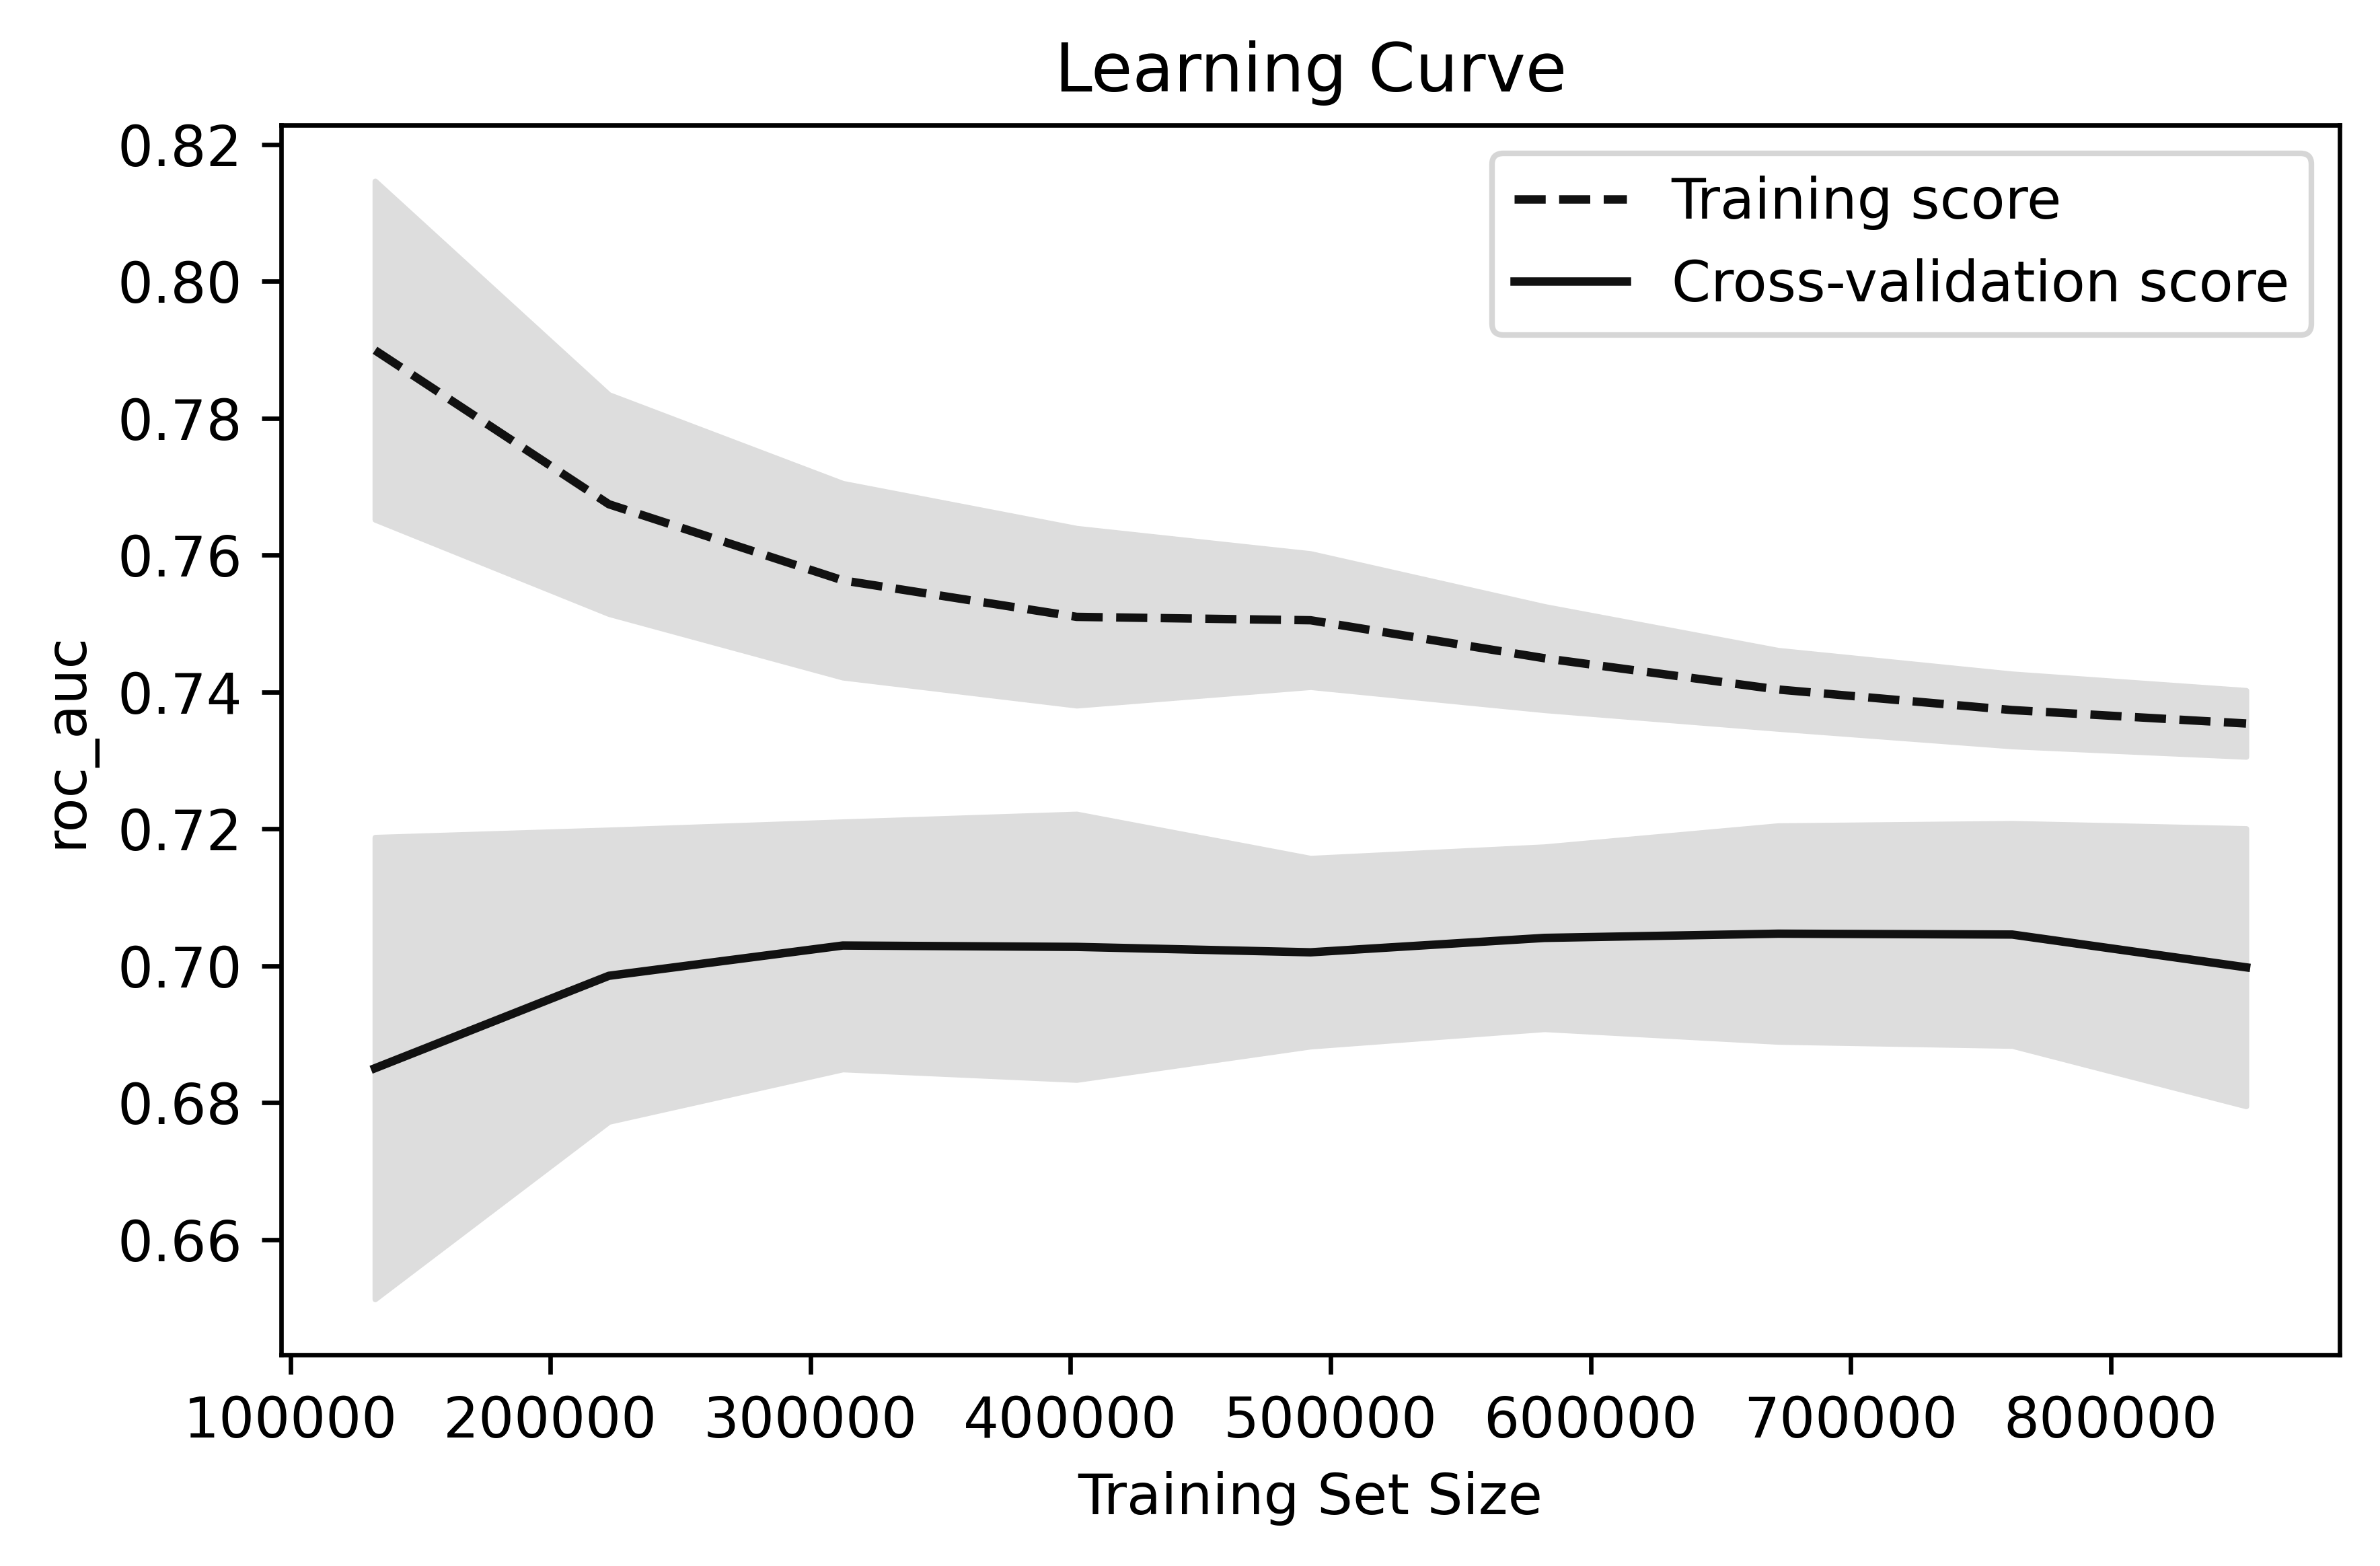 Learning Curve
Training score
Cross-validation score
0.82
0.80
0.78
0.76
0.74
0.72
0.70
0.68
0.66
roc_auc
100000 200000 300000 400000 500000 600000 700000 800000
Training Set Size